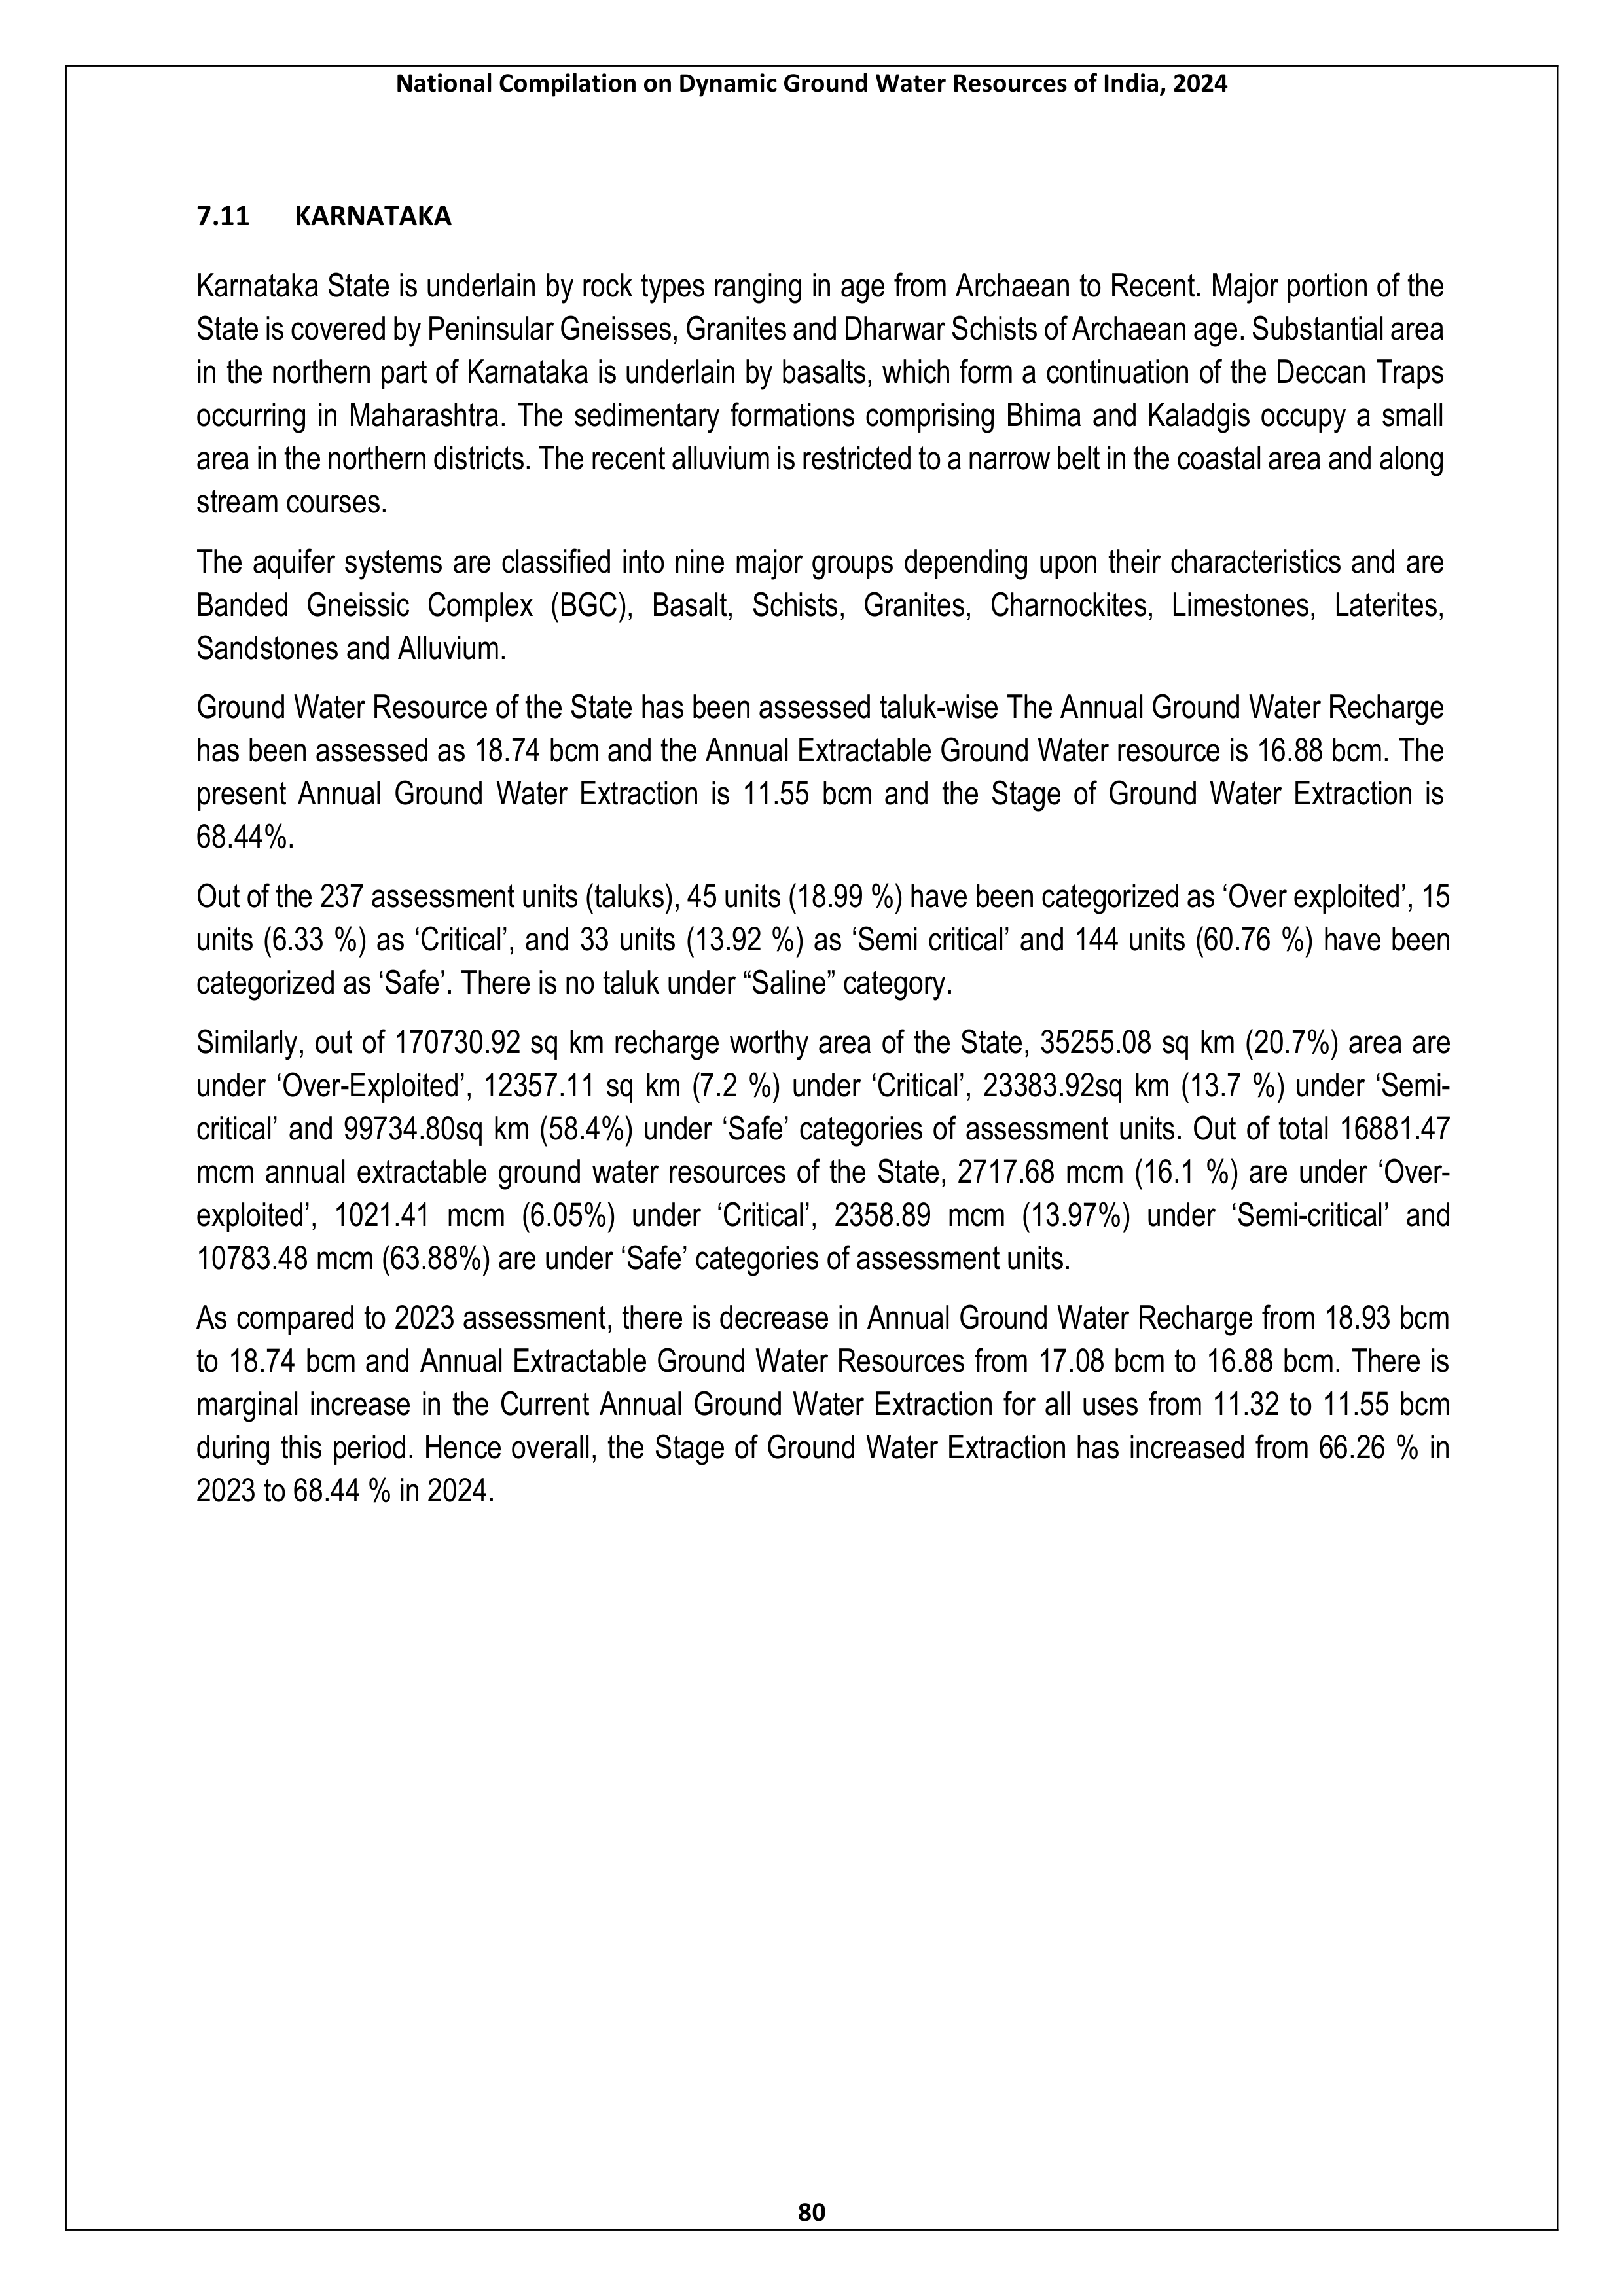 National Compilation on Dynamic Ground Water Resources of India, 2024
7.11 KARNATAKA
Karnataka State is underlain by rock types ranging in age from Archaean to Recent. Major portion of the
State is covered by Peninsular Gneisses, Granites and Dharwar Schists of Archaean age. Substantial area
in the northern part of Karnataka is underlain by basalts, which form a continuation of the Deccan Traps
occurring in Maharashtra. The sedimentary formations comprising Bhima and Kaladgis occupy a small
area in the northern districts. The recent alluvium is restricted to a narrow belt in the coastal area and along
stream courses.
The aquifer systems are classified into nine major groups depending upon their characteristics and are
Banded Gneissic Complex (BGC), Basalt, Schists, Granites, Charnockites, Limestones, Laterites,
Sandstones and Alluvium.
Ground Water Resource of the State has been assessed taluk-wise The Annual Ground Water Recharge
has been assessed as 18.74 bcm and the Annual Extractable Ground Water resource is 16.88 bcm. The
present Annual Ground Water Extraction is 11.55 bcm and the Stage of Ground Water Extraction is
68.44%.
Out of the 237 assessment units (taluks), 45 units (18.99 %) have been categorized as ‘Over exploited’, 15
units (6.33 %) as ‘Critical’, and 33 units (13.92 %) as ‘Semi critical’ and 144 units (60.76 %) have been
categorized as ‘Safe’. There is no taluk under “Saline” category.
Similarly, out of 170730.92 sq km recharge worthy area of the State, 35255.08 sq km (20.7%) area are
under ‘Over-Exploited’, 12357.11 sq km (7.2 %) under ‘Critical’, 23383.92sq km (13.7 %) under ‘Semi-
critical’ and 99734.80sq km (58.4%) under ‘Safe’ categories of assessment units. Out of total 16881.47
mcm annual extractable ground water resources of the State, 2717.68 mcm (16.1 %) are under ‘Over-
exploited’, 1021.41 mcm (6.05%) under ‘Critical’, 2358.89 mcm (13.97%) under ‘Semi-critical’ and
10783.48 mcm (63.88%) are under ‘Safe’ categories of assessment units.
As compared to 2023 assessment, there is decrease in Annual Ground Water Recharge from 18.93 bcm
to 18.74 bcm and Annual Extractable Ground Water Resources from 17.08 bcm to 16.88 bcm. There is
marginal increase in the Current Annual Ground Water Extraction for all uses from 11.32 to 11.55 bcm
during this period. Hence overall, the Stage of Ground Water Extraction has increased from 66.26 % in
2023 to 68.44 % in 2024.
80